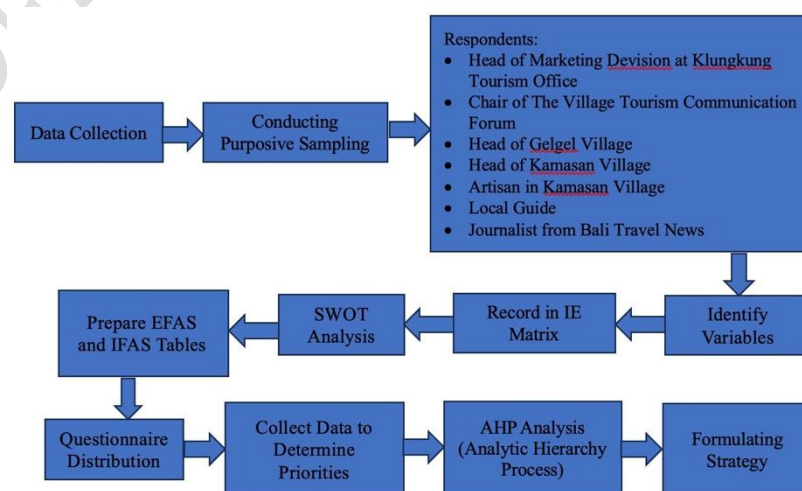 Data Collection
Conducting
Purposive Sampling
Respondents:
• Head of Marketing Devision at Klungkung
Tourism Office
• Chair of The Village Tourism Communication
Forum
• Head of Gelgel Village
• Head of Kamasan Village
• Artisan in Kamasan Village
• Local Guide
• Journalist from Bali Travel News
Identify
Variables
Record in IE
Matrix
SWOT
Analysis
Prepare EFAS
and IFAS Tables
Questionnaire
Distribution
Collect Data to
Determine
Priorities
AHP Analysis
(Analytic Hierarchy
Process)
Formulating
Strategy